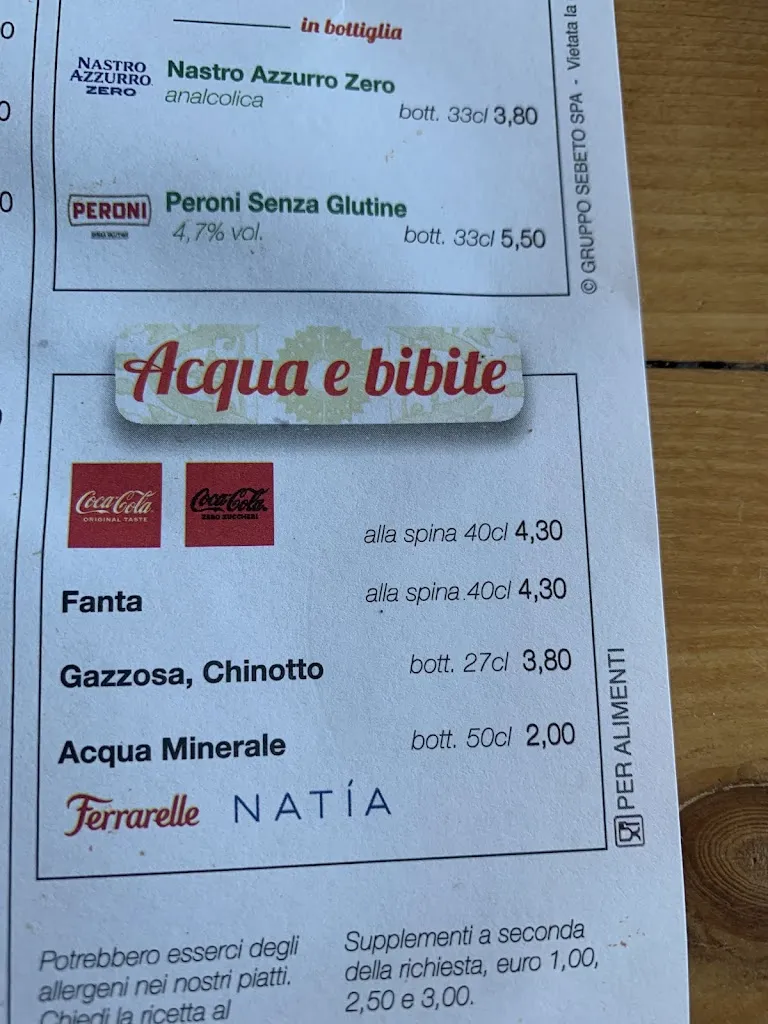 in bottiglia
NASTRO
AZZURRO
ZERO
Nastro Azzurro Zero
analcolica
bott. 33cl 3,80
PERONI
Peroni Senza Glutine
4,7% vol.
bott. 33cl 5,50
© GRUPPO SEBETO SPA - Vietata la
Acqua e bibite
Coca-Cola
ORIGINAL TASTE
Coca-Cola
ZERO ZUCCHERI
alla spina 40cl 4,30
Fanta
alla spina 40cl 4,30
Gazzosa, Chinotto
bott. 27cl 3,80
Acqua Minerale
bott. 50cl 2,00
Ferrarelle
NATÍA
PER ALIMENTI
Potrebbero esserci degli
allergeni nei nostri piatti.
Chiedi la ricetta al
Supplementi a seconda
della richiesta, euro 1,00,
2,50 e 3,00.